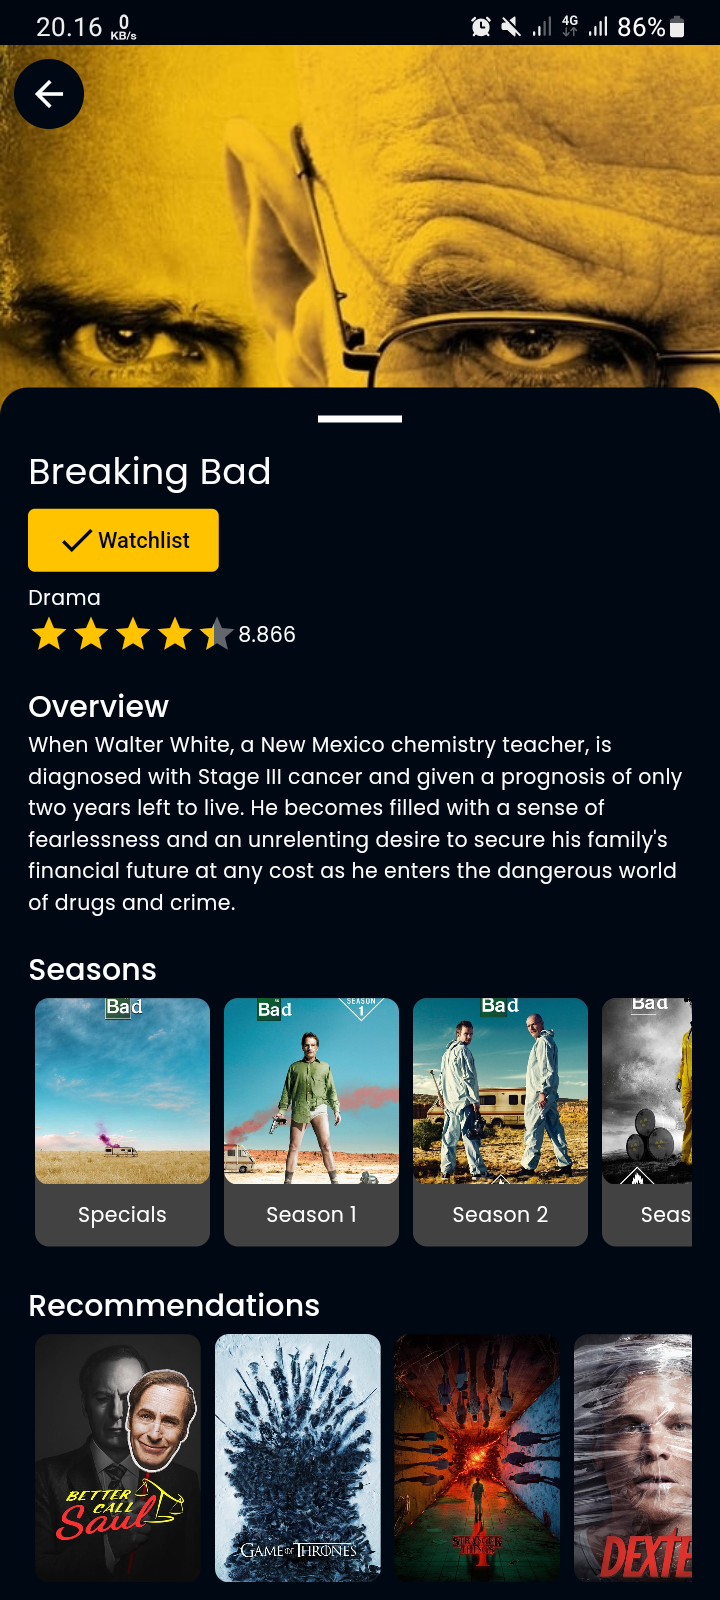 20.16 0 KB/s 4G 86%
Breaking Bad
Watchlist
Drama
8.866
Overview
When Walter White, a New Mexico chemistry teacher, is
diagnosed with Stage III cancer and given a prognosis of only
two years left to live. He becomes filled with a sense of
fearlessness and an unrelenting desire to secure his family's
financial future at any cost as he enters the dangerous world
of drugs and crime.
Seasons
Bad
Bad
SEASON 1
Bad
Bad
Specials
Season 1
Season 2
Seas
Recommendations
BETTER
CALL
Saul
GAME OF THRONES
STRANGER
THINGS
4
DEXTE